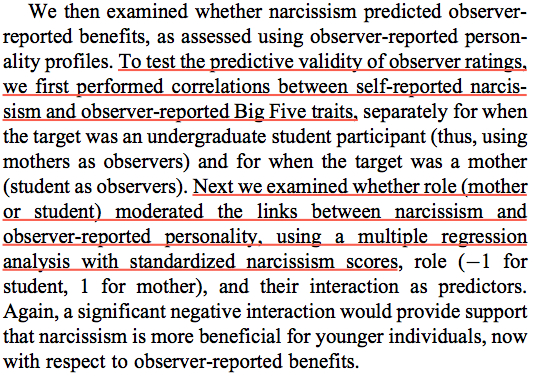 We then examined whether narcissism predicted observer-
reported benefits, as assessed using observer-reported person-
ality profiles. To test the predictive validity of observer ratings,
we first performed correlations between self-reported narcis-
sism and observer-reported Big Five traits, separately for when
the target was an undergraduate student participant (thus, using
mothers as observers) and for when the target was a mother
(student as observers). Next we examined whether role (mother
or student) moderated the links between narcissism and
observer-reported personality, using a multiple regression
analysis with standardized narcissism scores, role (−1 for
student, 1 for mother), and their interaction as predictors.
Again, a significant negative interaction would provide support
that narcissism is more beneficial for younger individuals, now
with respect to observer-reported benefits.